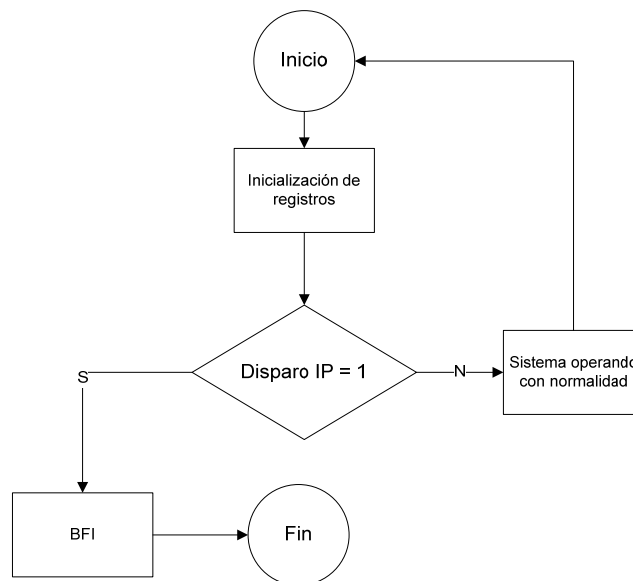 Inicio
Inicialización de
registros
Disparo IP = 1
S
N
Sistema operando
con normalidad
BFI
Fin